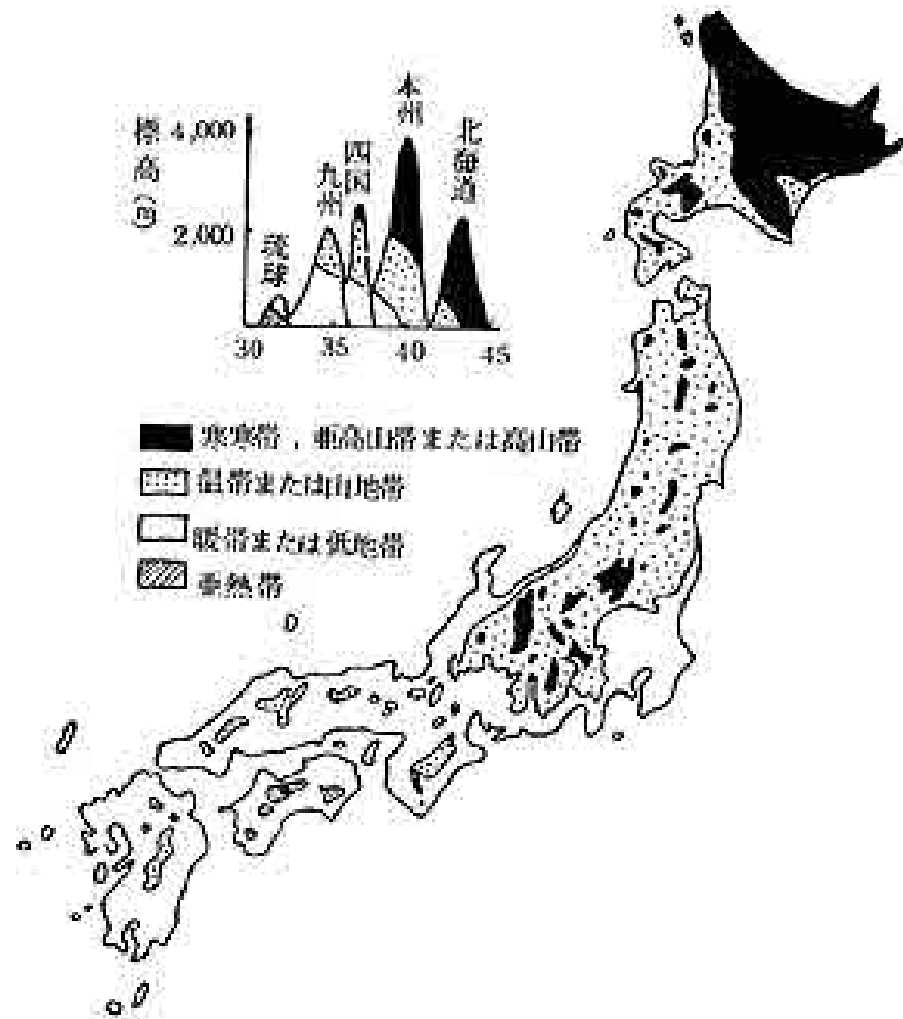 標高(m)
4,000
2,000
琉球
九州
四国
本州
北海道
30 35 40 45
寒寒帯，亜高山帯または高山帯
温帯または山地帯
暖帯または低地帯
亜熱帯